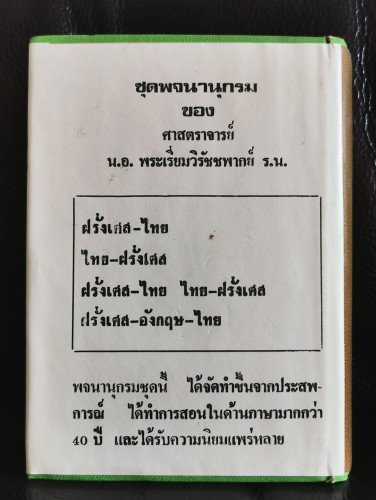 ชุดพจนานุกรม
ของ
ศาสตราจารย์
น.อ. พระเรี่ยมวิรัชชพากย์ ร.น.
ฝรั่งเศส-ไทย
ไทย-ฝรั่งเศส
ฝรั่งเศส-ไทย ไทย-ฝรั่งเศส
ฝรั่งเศส-อังกฤษ-ไทย
พจนานุกรมชุดนี้ ได้จัดทำขึ้นจากประสพ-
การณ์ ได้ทำการสอนในด้านภาษามากกว่า
40 ปี และได้รับความนิยมแพร่หลาย